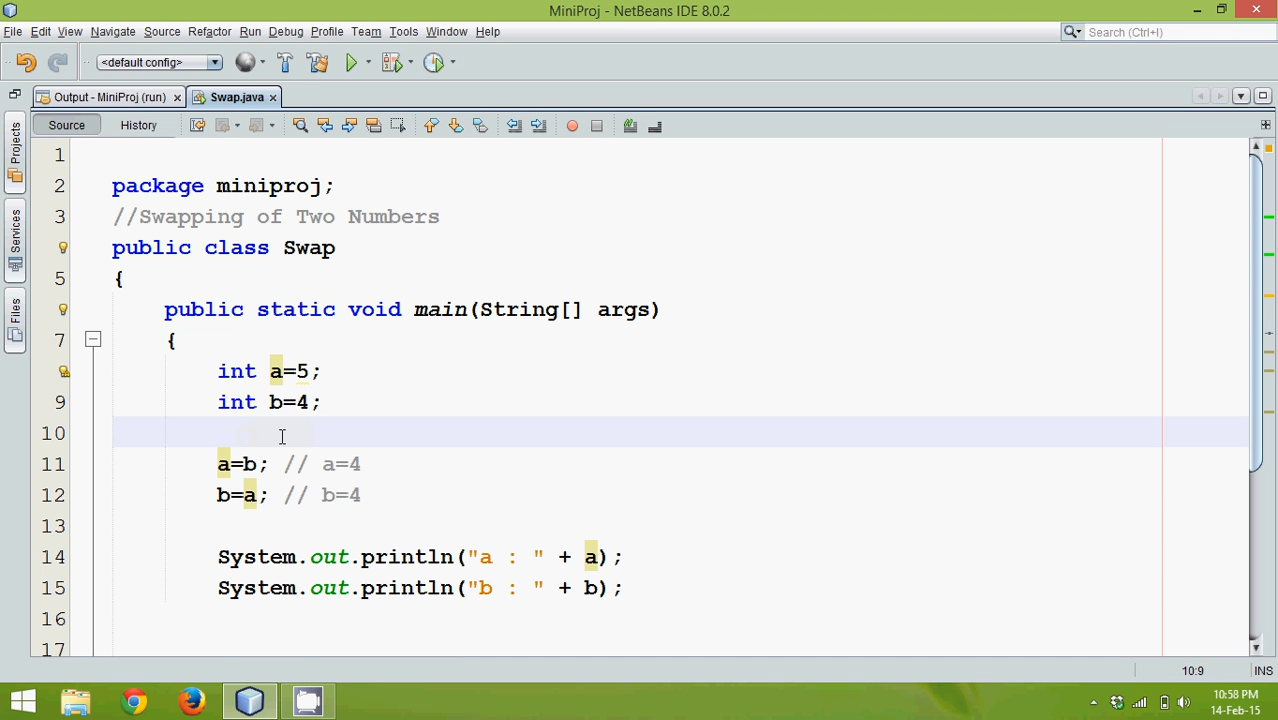 MiniProj - NetBeans IDE 8.0.2
File Edit View Navigate Source Refactor Run Debug Profile Team Tools Window Help
Search (Ctrl+I)
<default config>
Output - MiniProj (run) Swap.java
Source History
Projects
Services
Files
1
2 package miniproj;
3 //Swapping of Two Numbers
public class Swap
5 {
public static void main(String[] args)
7 {
int a=5;
9 int b=4;
10
11 a=b; // a=4
12 b=a; // b=4
13
14 System.out.println("a : " + a);
15 System.out.println("b : " + b);
16
17
10:9 INS
10:58 PM
14-Feb-15